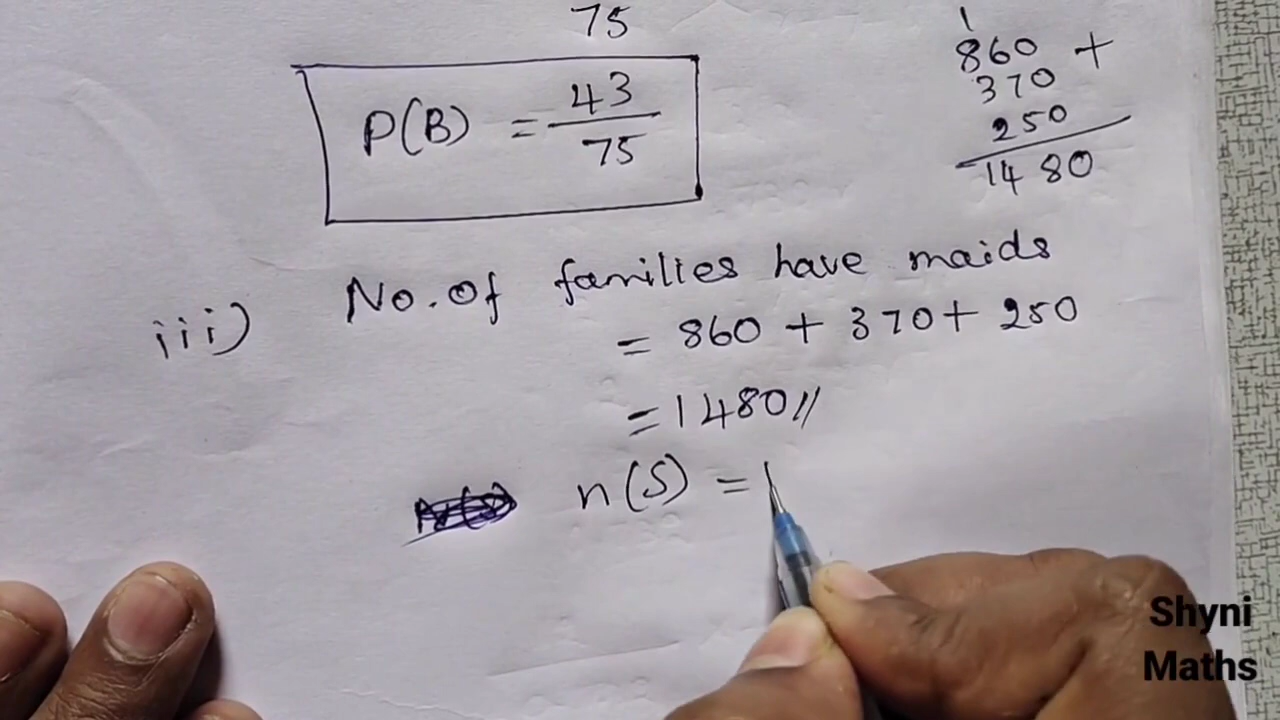 75
P(B) = 43/75
1
860 +
370
250
1480
iii) No. of families have maids
= 860 + 370 + 250
= 1480//
n(S) = 1
Shyni
Maths